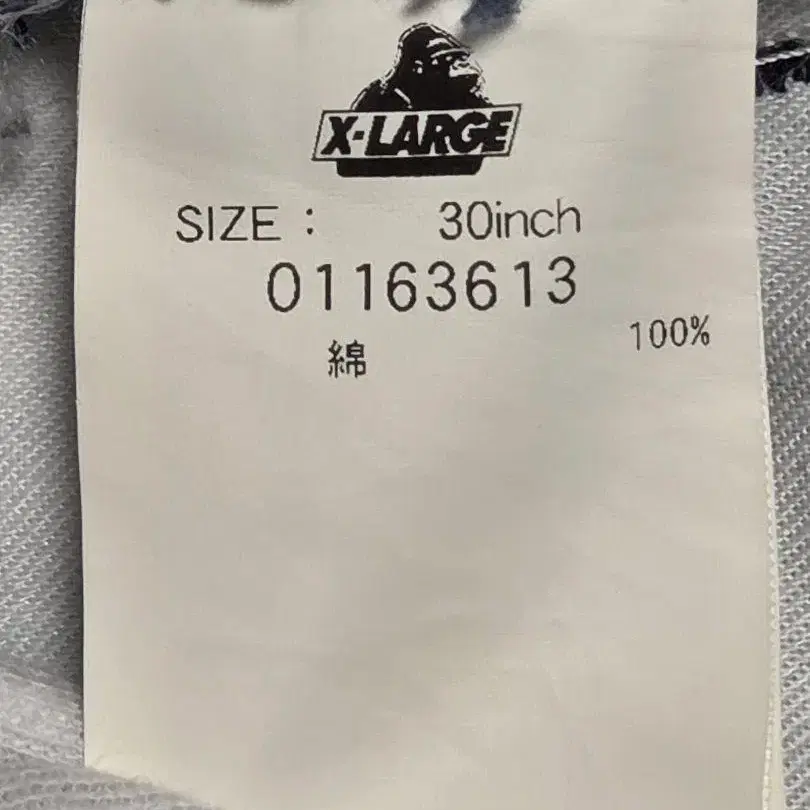 X-LARGE
SIZE : 30inch
01163613
綿 100%